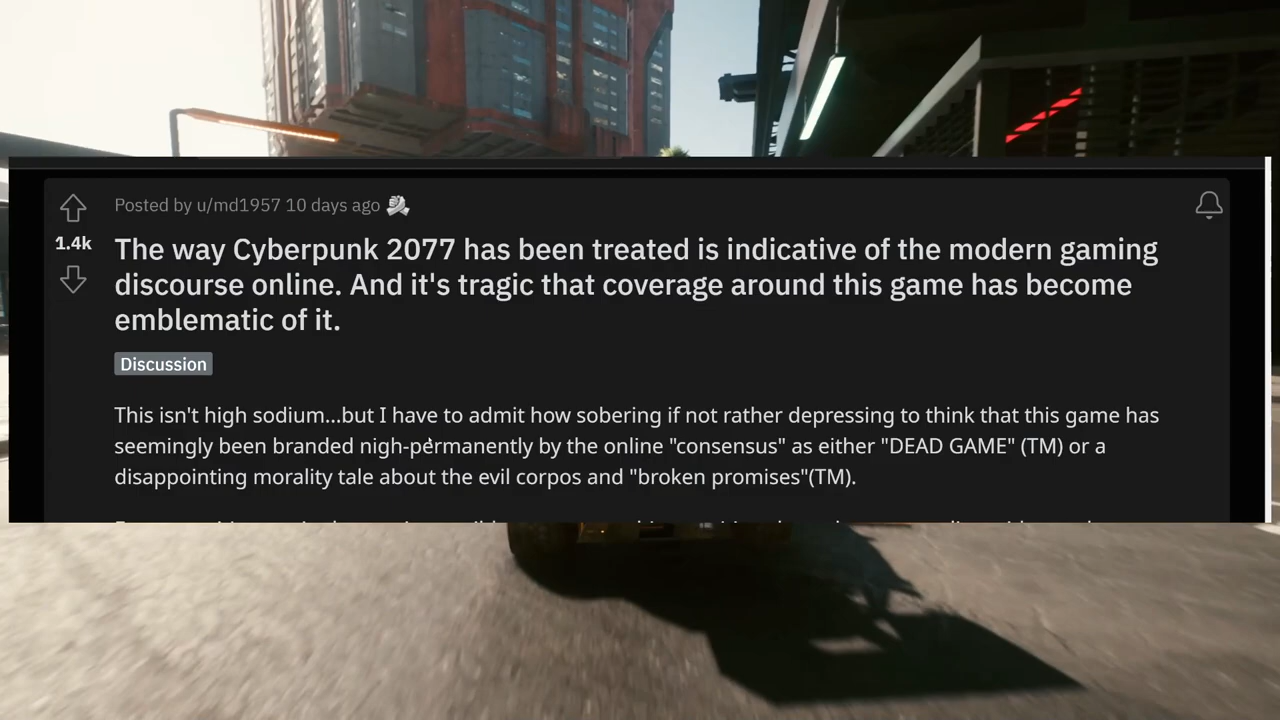 Posted by u/md1957 10 days ago
1.4k
The way Cyberpunk 2077 has been treated is indicative of the modern gaming
discourse online. And it's tragic that coverage around this game has become
emblematic of it.
Discussion
This isn't high sodium...but I have to admit how sobering if not rather depressing to think that this game has
seemingly been branded nigh-permanently by the online "consensus" as either "DEAD GAME" (TM) or a
disappointing morality tale about the evil corpos and "broken promises"(TM).